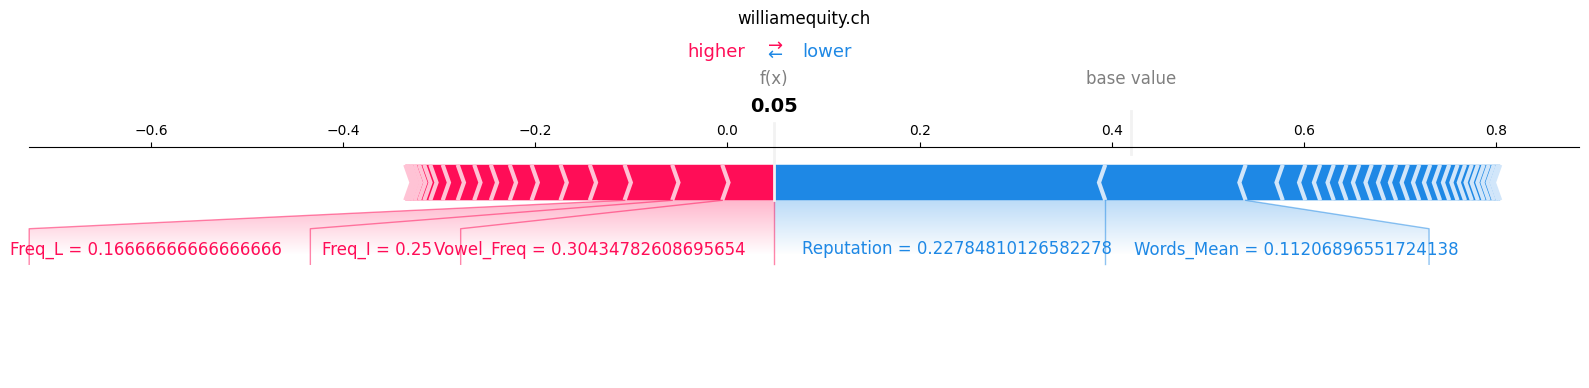 williamequity.ch
higher ⇄ lower
f(x) base value
0.05
−0.6 −0.4 −0.2 0.0 0.2 0.4 0.6 0.8
Freq_L = 0.16666666666666666 Freq_I = 0.25 Vowel_Freq = 0.30434782608695654 Reputation = 0.22784810126582278 Words_Mean = 0.11206896551724138